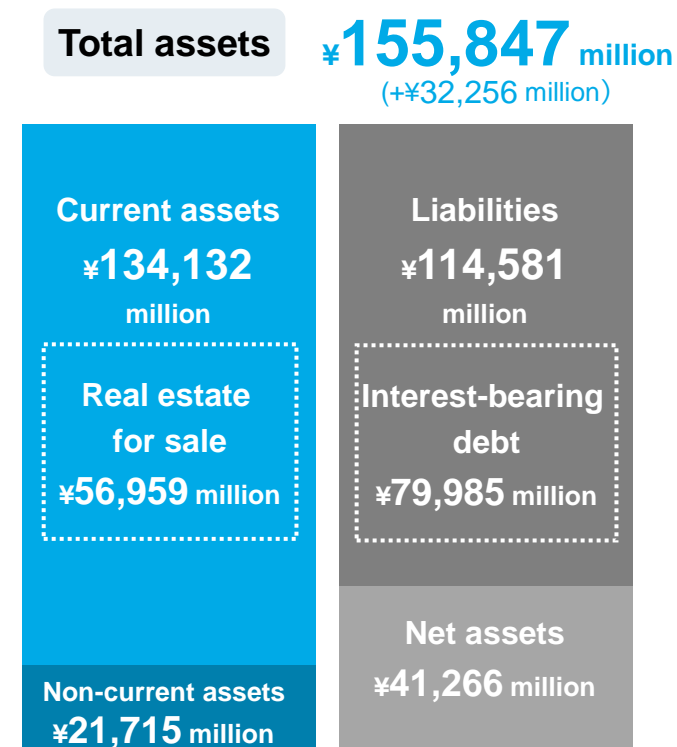 Total assets
¥155,847 million
(+¥32,256 million）
Current assets
¥134,132
million
Real estate
for sale
¥56,959 million
Non-current assets
¥21,715 million
Liabilities
¥114,581
million
Interest-bearing
debt
¥79,985 million
Net assets
¥41,266 million